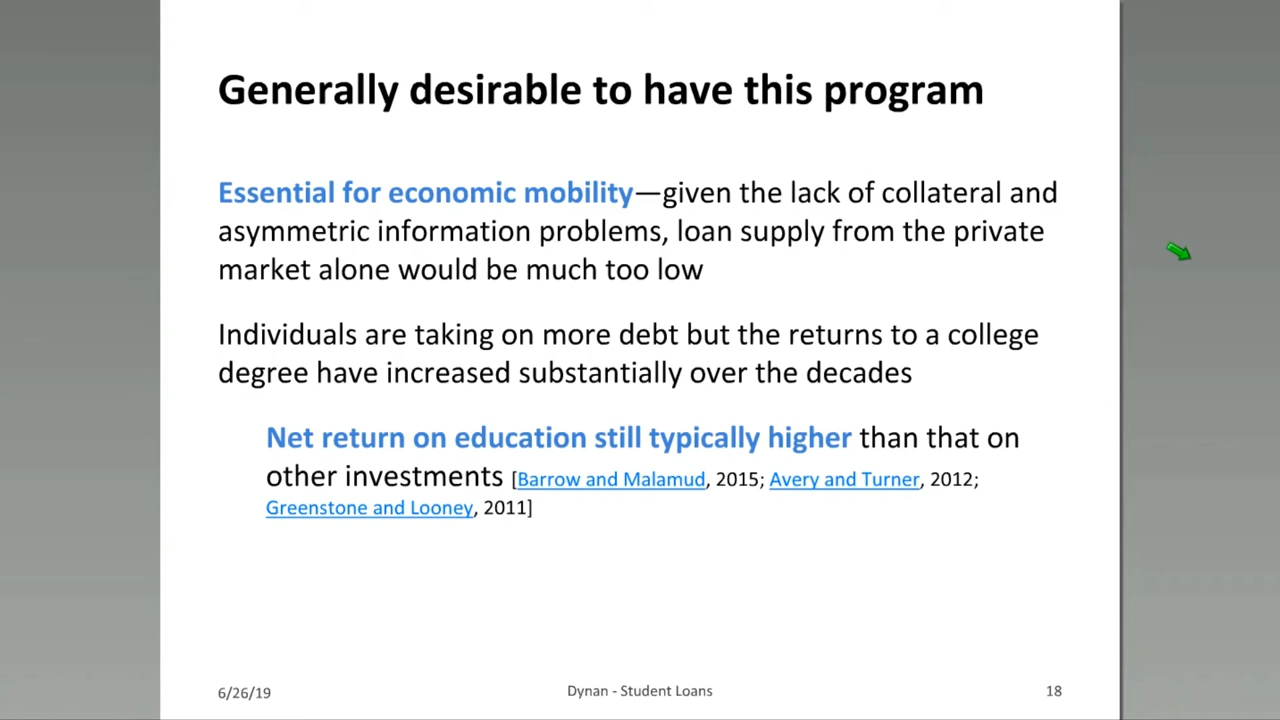 Generally desirable to have this program
Essential for economic mobility—given the lack of collateral and
asymmetric information problems, loan supply from the private
market alone would be much too low
Individuals are taking on more debt but the returns to a college
degree have increased substantially over the decades
Net return on education still typically higher than that on
other investments [Barrow and Malamud, 2015; Avery and Turner, 2012;
Greenstone and Looney, 2011]
6/26/19
Dynan - Student Loans
18